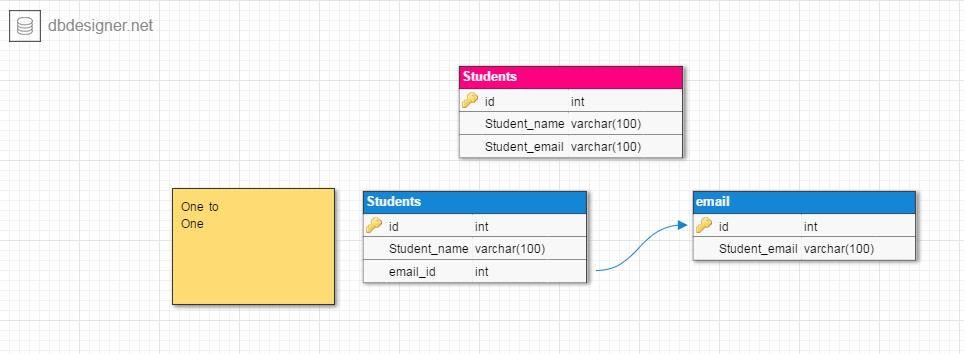 dbdesigner.net
Students
id int
Student_name varchar(100)
Student_email varchar(100)
One to
One
Students
id int
Student_name varchar(100)
email_id int
email
id int
Student_email varchar(100)